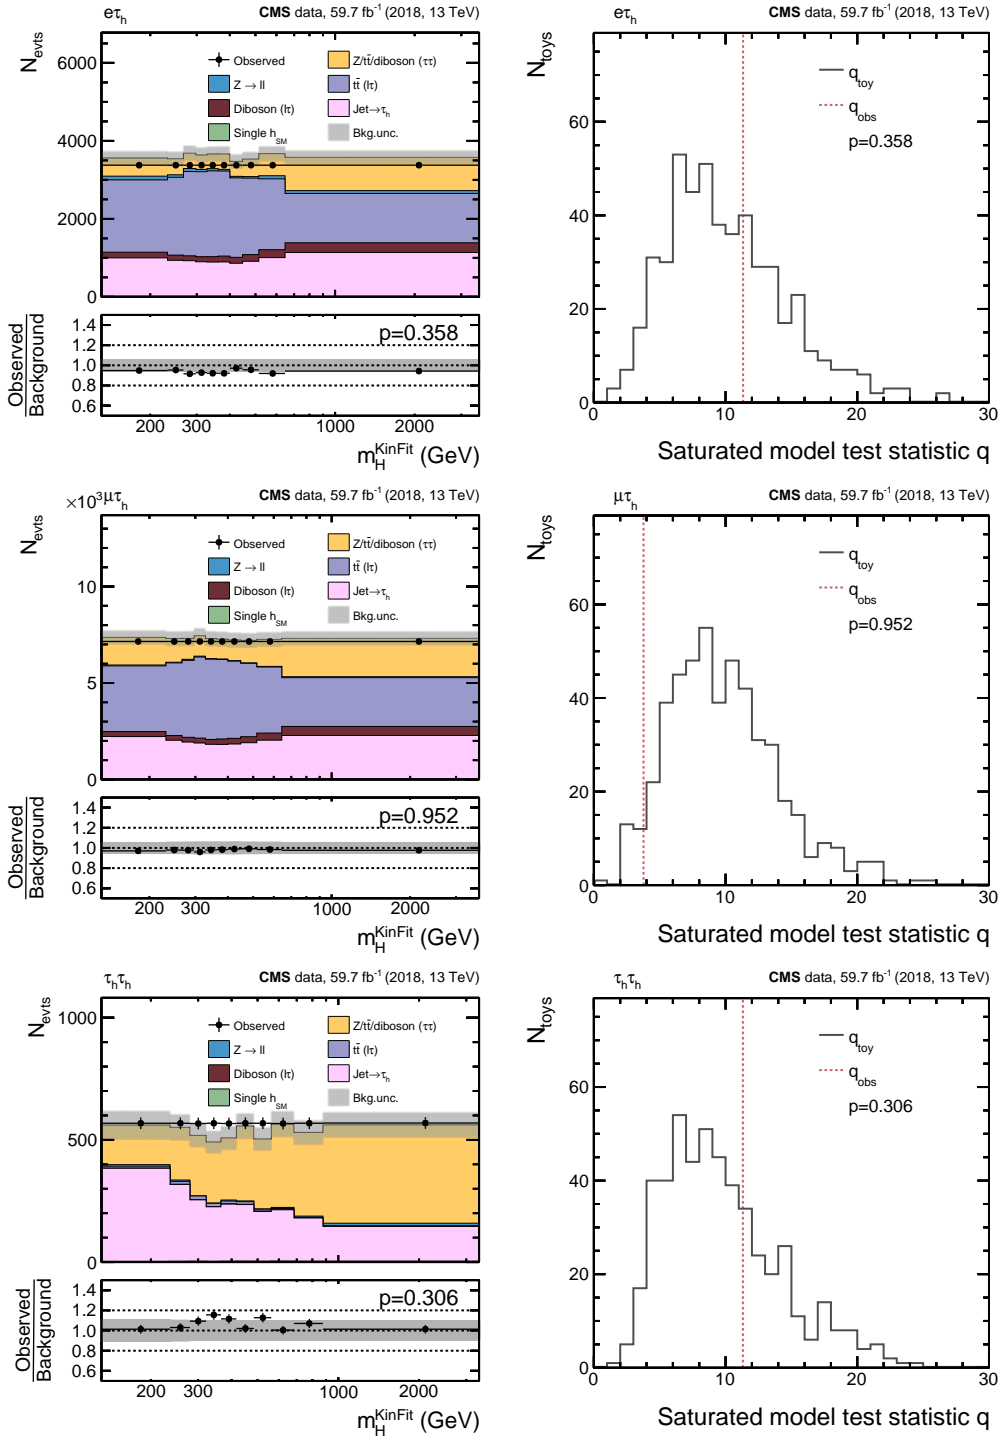 eτh CMS data, 59.7 fb⁻¹ (2018, 13 TeV)
Nevts
6000
4000
2000
0
Observed
Z → ll
Diboson (lτ)
Single hSM
Z/tt̄/diboson (ττ)
tt̄ (lτ)
Jet→τh
Bkg.unc.
Observed
Background
1.4
1.2
1.0
0.8
0.6
p=0.358
200 300 1000 2000
mHKinFit (GeV)
eτh CMS data, 59.7 fb⁻¹ (2018, 13 TeV)
Ntoys
60
40
20
0
qtoy
qobs
p=0.358
0 10 20 30
Saturated model test statistic q
×10³ μτh CMS data, 59.7 fb⁻¹ (2018, 13 TeV)
Nevts
10
5
0
Observed
Z → ll
Diboson (lτ)
Single hSM
Z/tt̄/diboson (ττ)
tt̄ (lτ)
Jet→τh
Bkg.unc.
Observed
Background
1.4
1.2
1.0
0.8
0.6
p=0.952
200 300 1000 2000
mHKinFit (GeV)
μτh CMS data, 59.7 fb⁻¹ (2018, 13 TeV)
Ntoys
60
40
20
0
qtoy
qobs
p=0.952
0 10 20 30
Saturated model test statistic q
τhτh CMS data, 59.7 fb⁻¹ (2018, 13 TeV)
Nevts
1000
500
0
Observed
Z → ll
Diboson (lτ)
Single hSM
Z/tt̄/diboson (ττ)
tt̄ (lτ)
Jet→τh
Bkg.unc.
Observed
Background
1.4
1.2
1.0
0.8
0.6
p=0.306
200 300 1000 2000
mHKinFit (GeV)
τhτh CMS data, 59.7 fb⁻¹ (2018, 13 TeV)
Ntoys
60
40
20
0
qtoy
qobs
p=0.306
0 10 20 30
Saturated model test statistic q